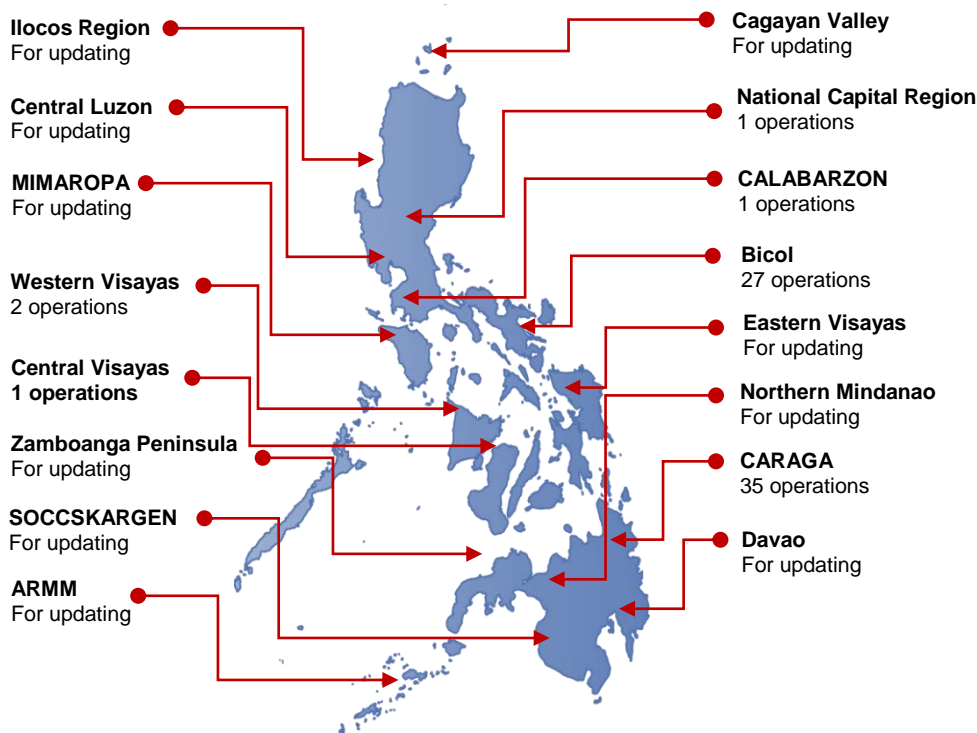 Ilocos Region
For updating
Central Luzon
For updating
MIMAROPA
For updating
Western Visayas
2 operations
Central Visayas
1 operations
Zamboanga Peninsula
For updating
SOCCSKARGEN
For updating
ARMM
For updating
Cagayan Valley
For updating
National Capital Region
1 operations
CALABARZON
1 operations
Bicol
27 operations
Eastern Visayas
For updating
Northern Mindanao
For updating
CARAGA
35 operations
Davao
For updating